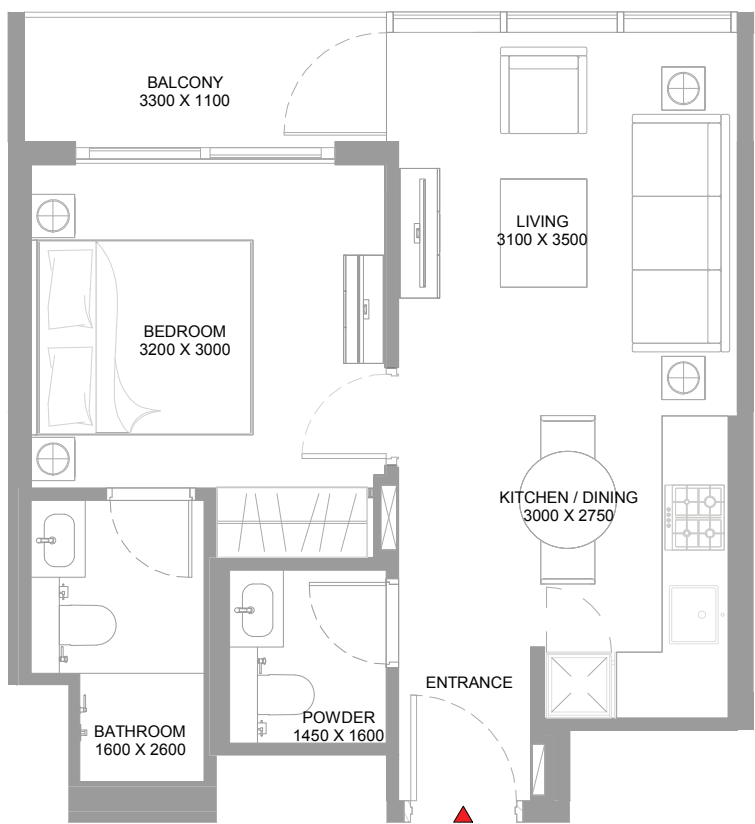 BALCONY
3300 X 1100
LIVING
3100 X 3500
BEDROOM
3200 X 3000
KITCHEN / DINING
3000 X 2750
ENTRANCE
POWDER
1450 X 1600
BATHROOM
1600 X 2600